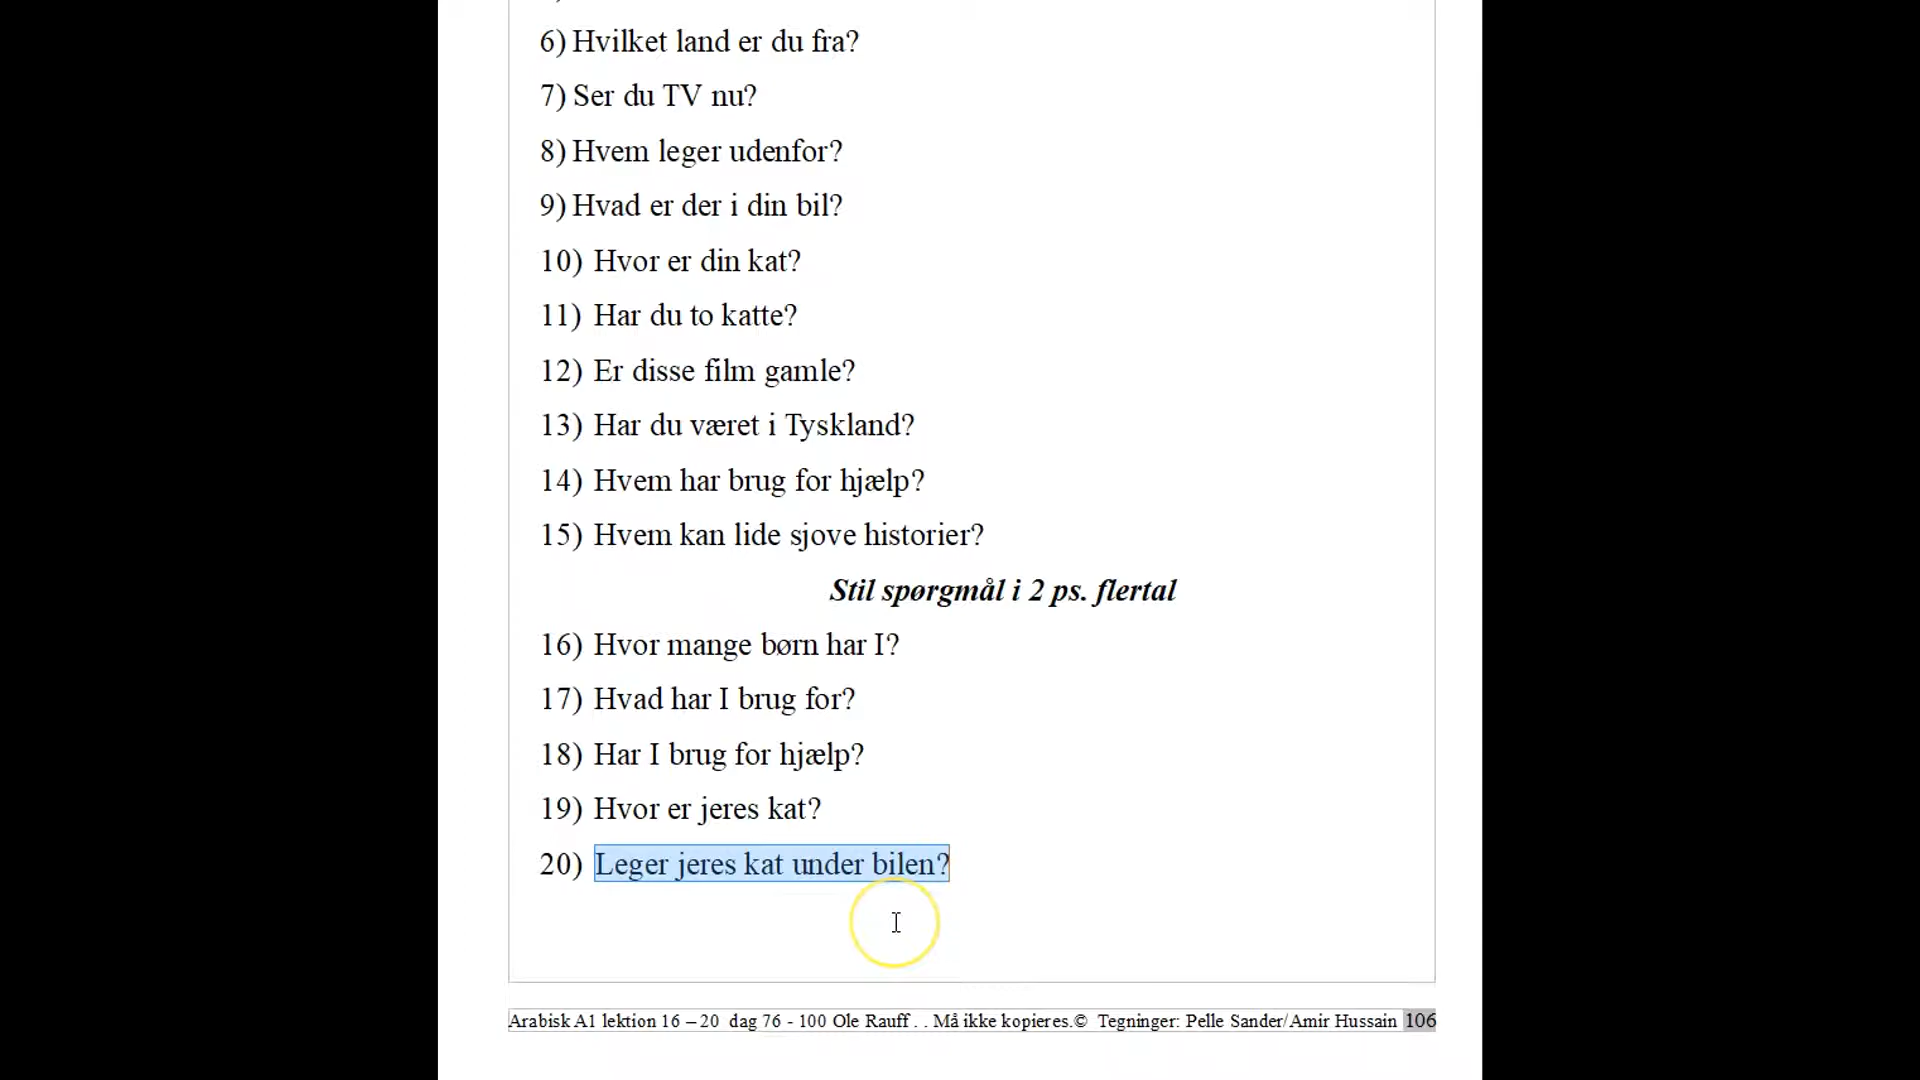 6) Hvilket land er du fra?
7) Ser du TV nu?
8) Hvem leger udenfor?
9) Hvad er der i din bil?
10) Hvor er din kat?
11) Har du to katte?
12) Er disse film gamle?
13) Har du været i Tyskland?
14) Hvem har brug for hjælp?
15) Hvem kan lide sjove historier?
Stil spørgmål i 2 ps. flertal
16) Hvor mange børn har I?
17) Hvad har I brug for?
18) Har I brug for hjælp?
19) Hvor er jeres kat?
20) Leger jeres kat under bilen?
Arabisk A1 lektion 16 – 20 dag 76 - 100 Ole Rauff . . Må ikke kopieres.© Tegninger: Pelle Sander/Amir Hussain 106